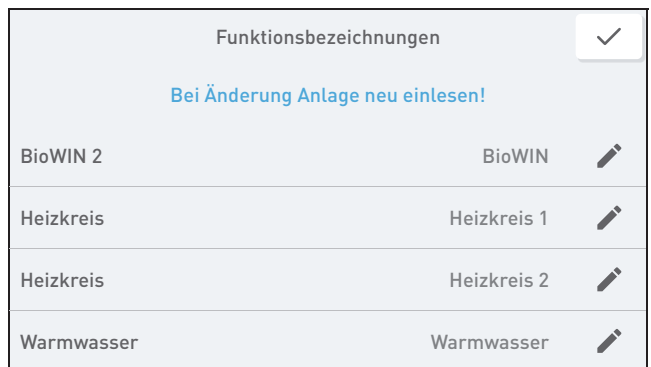 Funktionsbezeichnungen
Bei Änderung Anlage neu einlesen!
BioWIN 2 BioWIN
Heizkreis Heizkreis 1
Heizkreis Heizkreis 2
Warmwasser Warmwasser